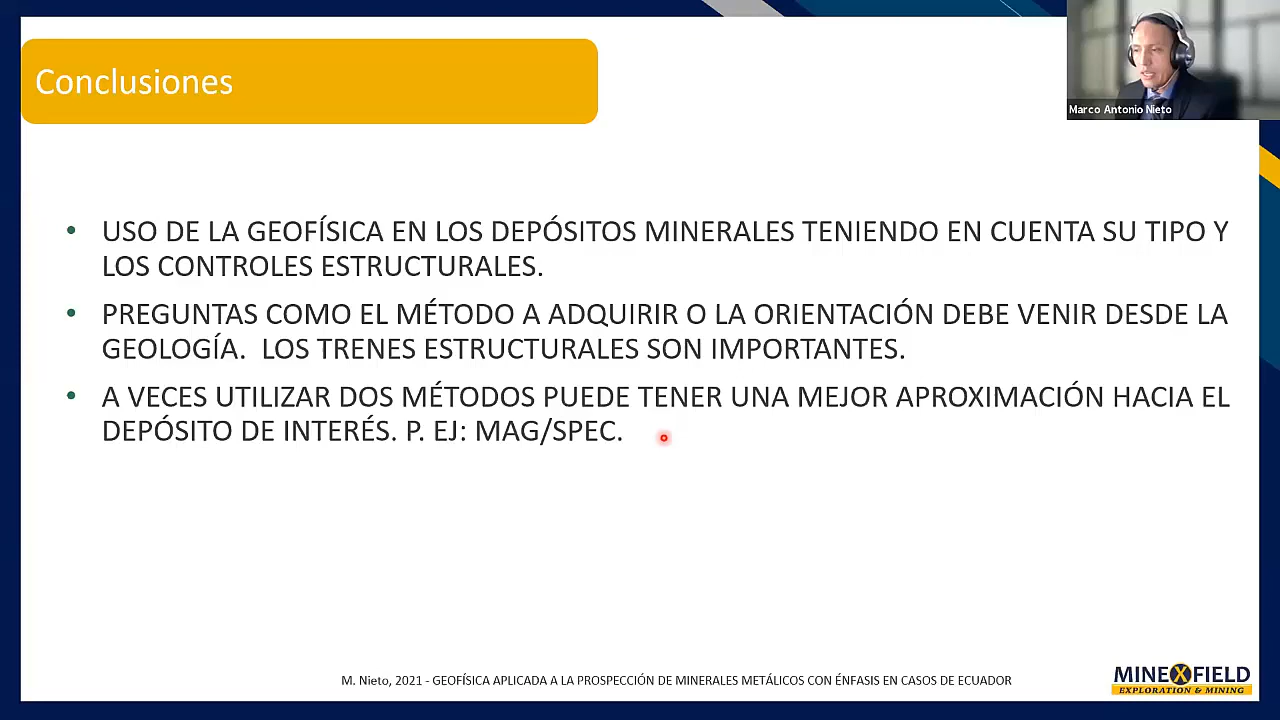 Conclusiones
Marco Antonio Nieto
• USO DE LA GEOFÍSICA EN LOS DEPÓSITOS MINERALES TENIENDO EN CUENTA SU TIPO Y
LOS CONTROLES ESTRUCTURALES.
• PREGUNTAS COMO EL MÉTODO A ADQUIRIR O LA ORIENTACIÓN DEBE VENIR DESDE LA
GEOLOGÍA.  LOS TRENES ESTRUCTURALES SON IMPORTANTES.
• A VECES UTILIZAR DOS MÉTODOS PUEDE TENER UNA MEJOR APROXIMACIÓN HACIA EL
DEPÓSITO DE INTERÉS. P. EJ: MAG/SPEC.
M. Nieto, 2021 - GEOFÍSICA APLICADA A LA PROSPECCIÓN DE MINERALES METÁLICOS CON ÉNFASIS EN CASOS DE ECUADOR
MINEXFIELD
EXPLORATION & MINING